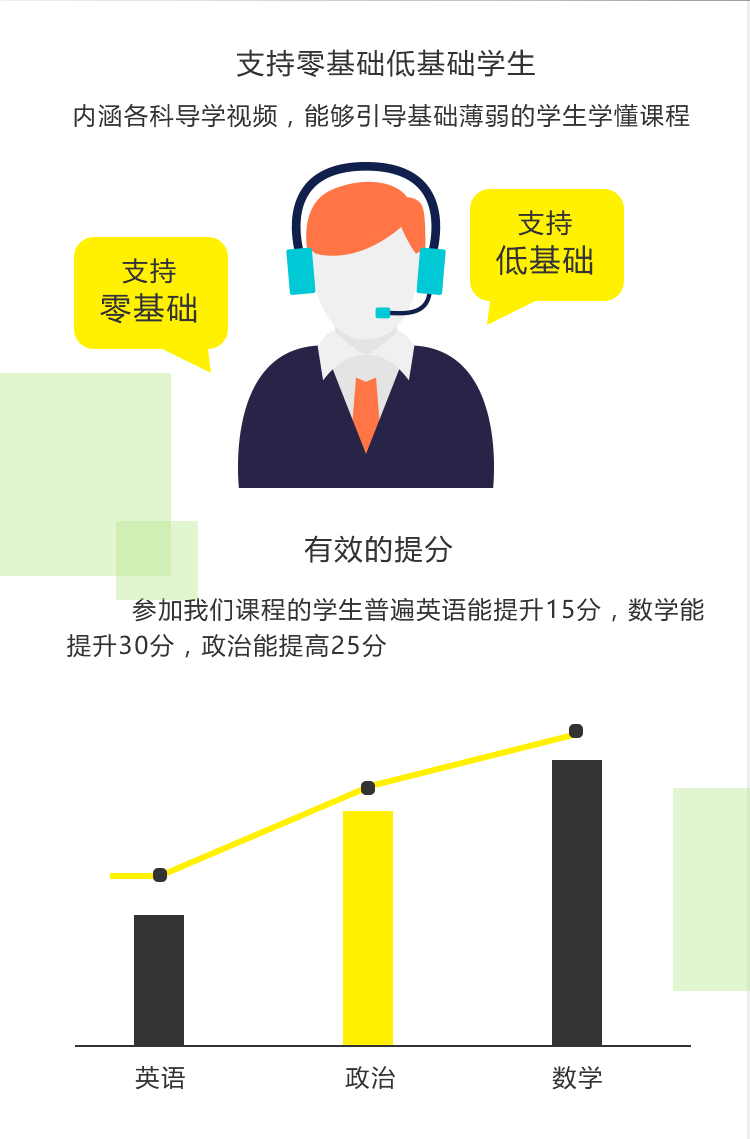 支持零基础低基础学生
内涵各科导学视频，能够引导基础薄弱的学生学懂课程
支持
低基础
支持
零基础
有效的提分
参加我们课程的学生普遍英语能提升15分，数学能
提升30分，政治能提高25分
英语
政治
数学